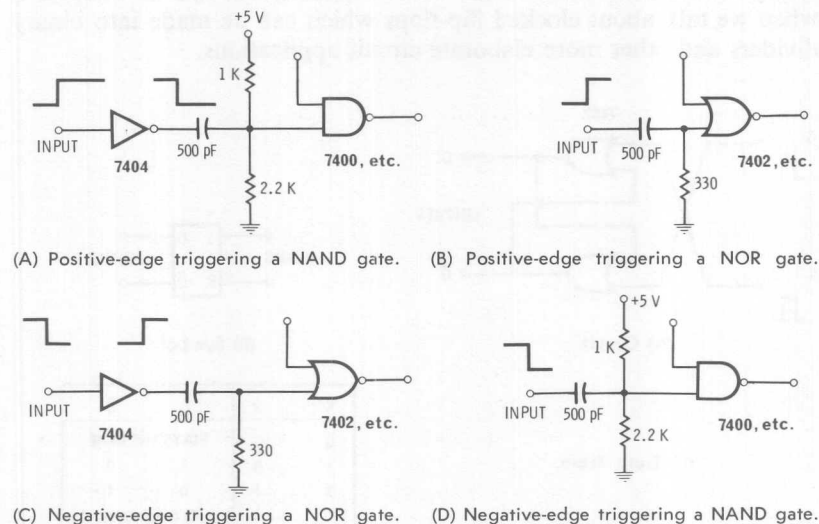 when we talk about clocked flip-flops which can be made into binary
dividers and other more elaborate circuit applications.
+5 V
1 K
INPUT
7404
500 pF
7400, etc.
2.2 K
(A) Positive-edge triggering a NAND gate.
INPUT
500 pF
7402, etc.
330
(B) Positive-edge triggering a NOR gate.
INPUT
7404
500 pF
7402, etc.
330
(C) Negative-edge triggering a NOR gate.
+5 V
1 K
INPUT
500 pF
7400, etc.
2.2 K
(D) Negative-edge triggering a NAND gate.